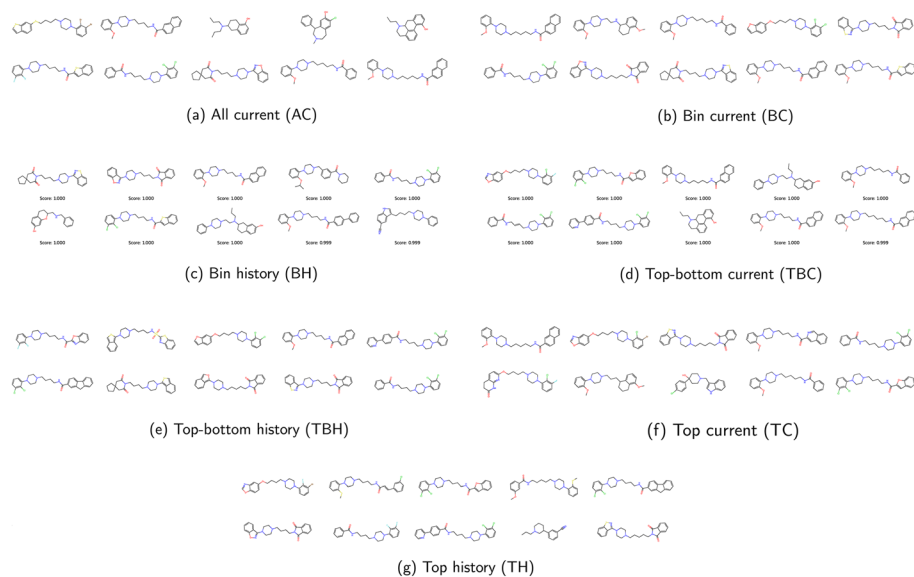 (a) All current (AC)
(b) Bin current (BC)
Score: 1.000 Score: 1.000 Score: 1.000 Score: 1.000 Score: 1.000
Score: 1.000 Score: 1.000 Score: 1.000 Score: 0.999 Score: 0.999
(c) Bin history (BH)
Score: 1.000 Score: 1.000 Score: 1.000 Score: 1.000 Score: 1.000
Score: 1.000 Score: 1.000 Score: 1.000 Score: 1.000 Score: 0.999
(d) Top-bottom current (TBC)
(e) Top-bottom history (TBH)
(f) Top current (TC)
(g) Top history (TH)